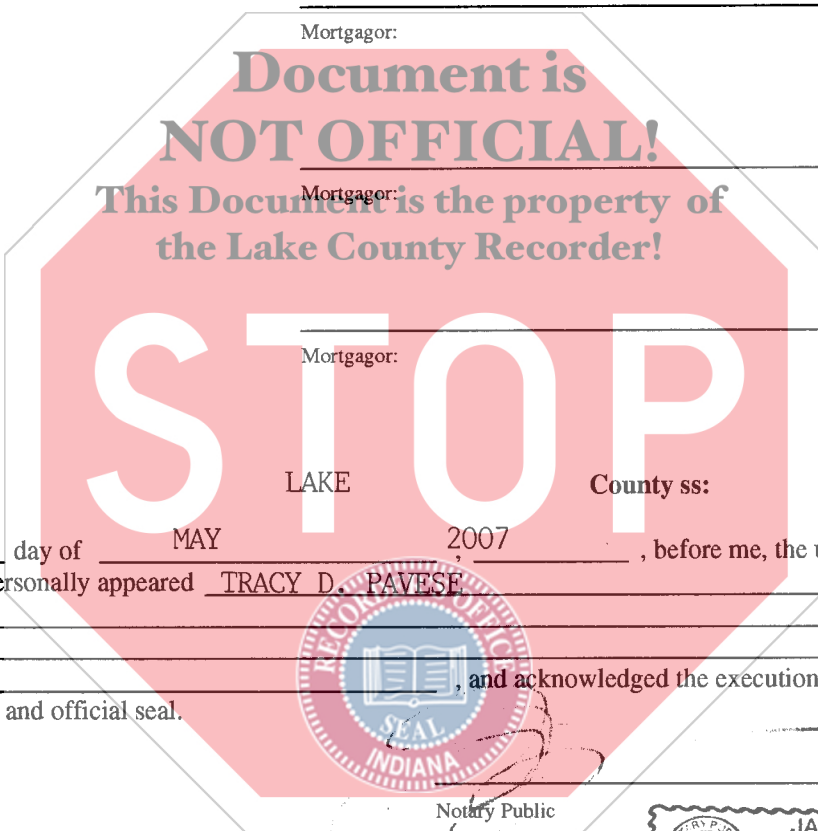 Mortgagor:
Document is
NOT OFFICIAL!
Mortgagor:
This Document is the property of
the Lake County Recorder!
STOP
Mortgagor:
LAKE County ss:
day of MAY , 2007 , before me, the
ersonally appeared TRACY D. PAVESE
, and acknowledged the execution
and official seal.
RECORDER'S OFFICE
SEAL
INDIANA
Notary Public
JA